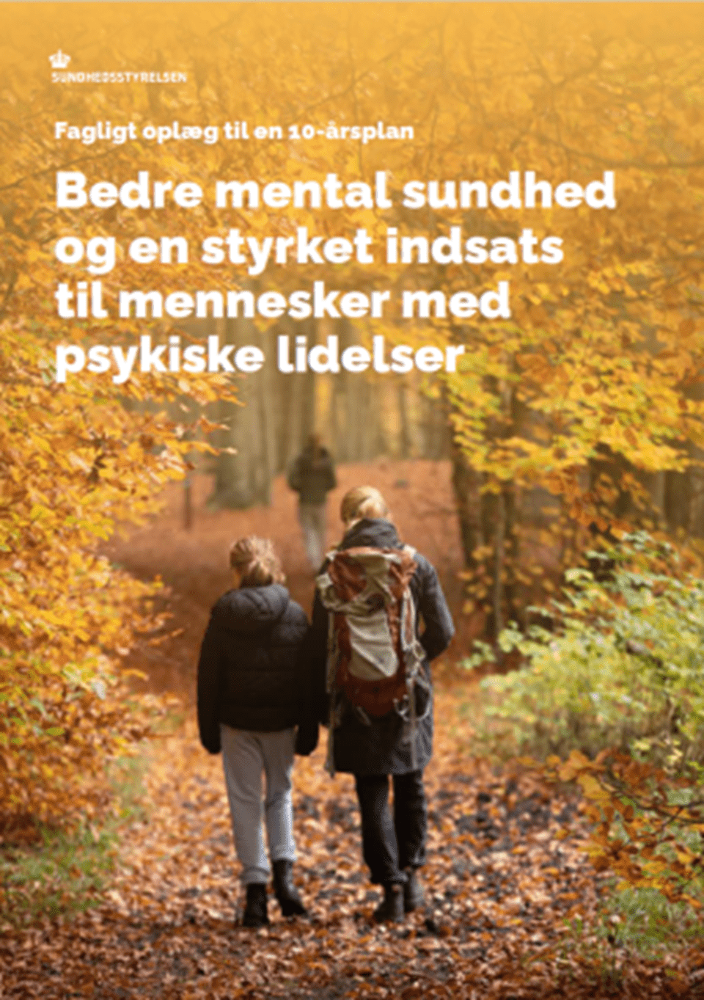 SUNDHEDSSTYRELSEN
Fagligt oplæg til en 10-årsplan
Bedre mental sundhed
og en styrket indsats
til mennesker med
psykiske lidelser